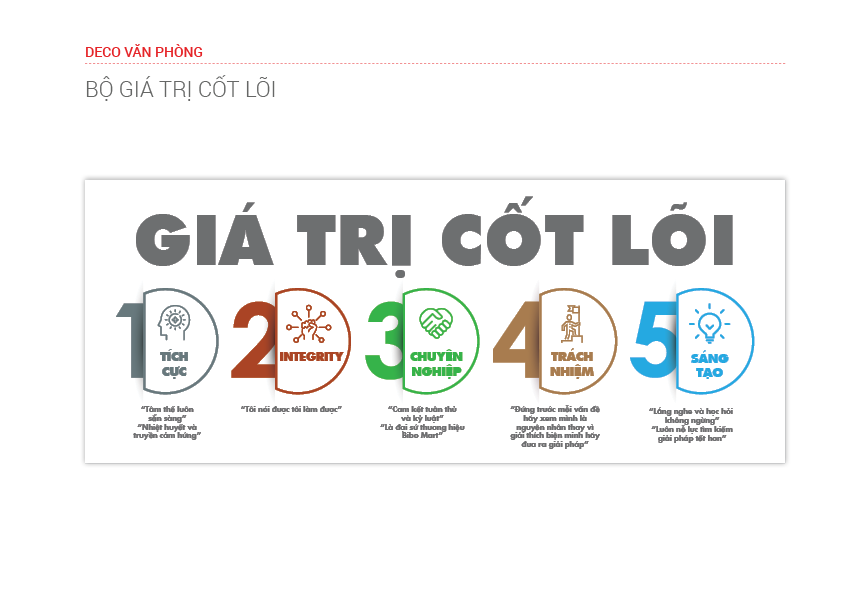 DECO VĂN PHÒNG
BỘ GIÁ TRỊ CỐT LÕI
GIÁ TRỊ CỐT LÕI
1
TÍCH
CỰC
“Tâm thế luôn
sẵn sàng”
“Nhiệt huyết và
truyền cảm hứng”
2
INTEGRITY
“Tôi nói được tôi làm được”
3
CHUYÊN
NGHIỆP
“Cam kết tuân thủ
và kỷ luật”
“Là đại sứ thương hiệu
Bibo Mart”
4
TRÁCH
NHIỆM
“Đứng trước mỗi vấn đề
hãy xem mình là
nguyên nhân thay vì
giải thích biện minh hãy
đưa ra giải pháp”
5
SÁNG
TẠO
“Lắng nghe và học hỏi
không ngừng”
“Luôn nỗ lực tìm kiếm
giải pháp tốt hơn”